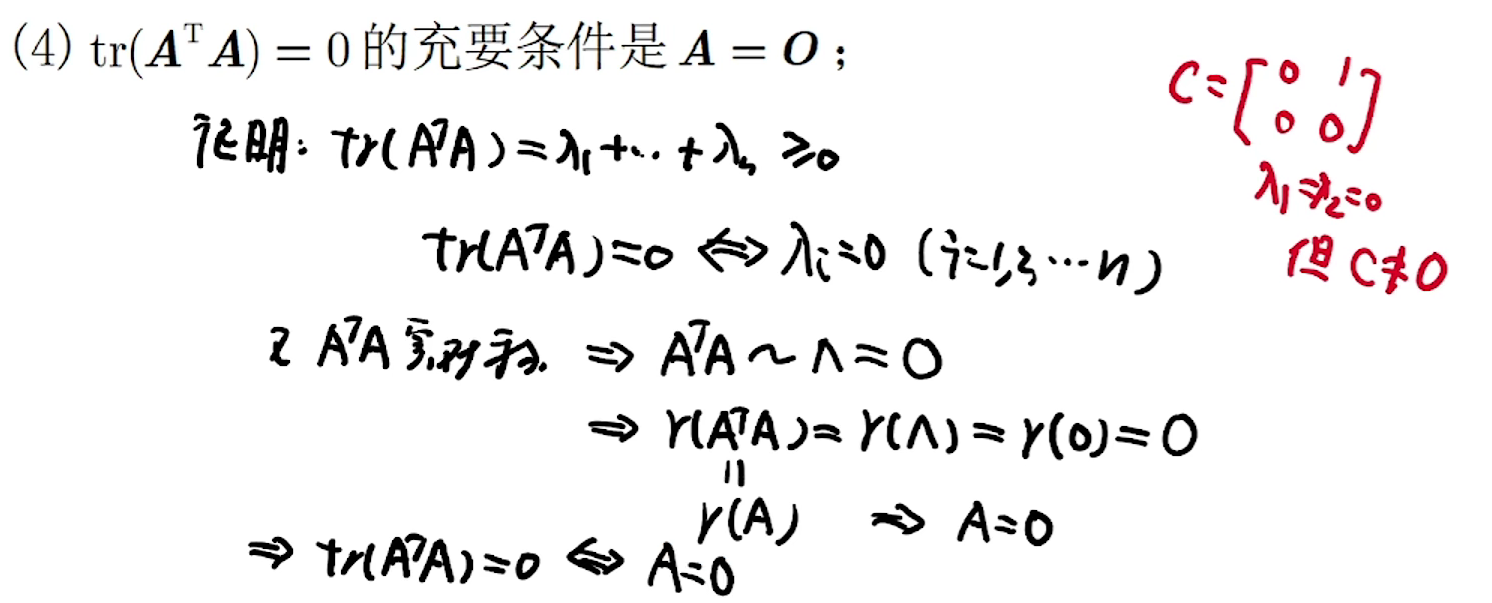 (4) tr(AᵀA) = 0 的充要条件是 A = O ;
证明: tr(AᵀA) = λ₁ + ⋯ + λₙ ≥ 0
tr(AᵀA) = 0 ⇔ λᵢ = 0 (i=1,2,⋯n)
又 AᵀA 实对称. ⇒ AᵀA ~ Λ = O
⇒ r(AᵀA) = r(Λ) = r(0) = 0
=
r(A) ⇒ A=0
⇒ tr(AᵀA) = 0 ⇔ A=0
C = [0 1
0 0]
λ₁=λ₂=0
但 C≠0